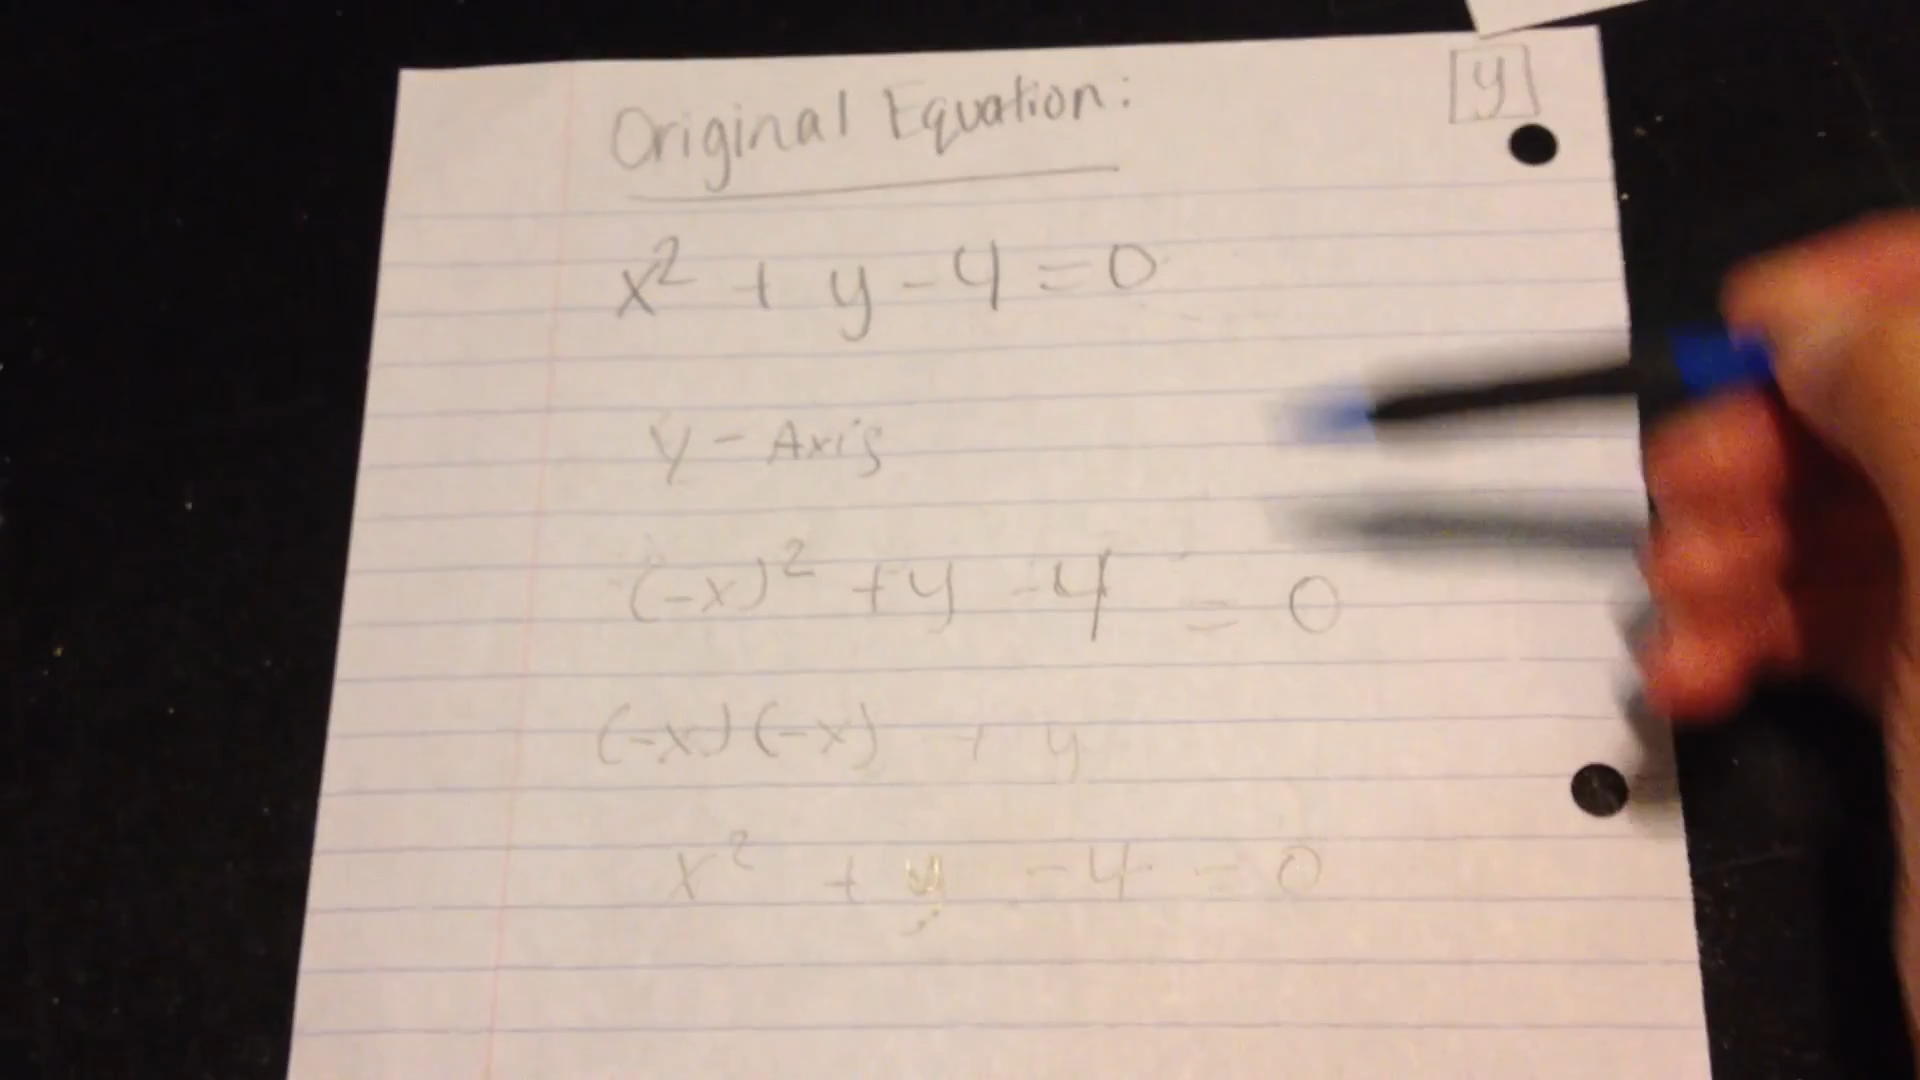 Original Equation:
y
x² + y - 4 = 0
y - Axis
(-x)² + y - 4 = 0
(-x)(-x) + y
x² + y - 4 = 0